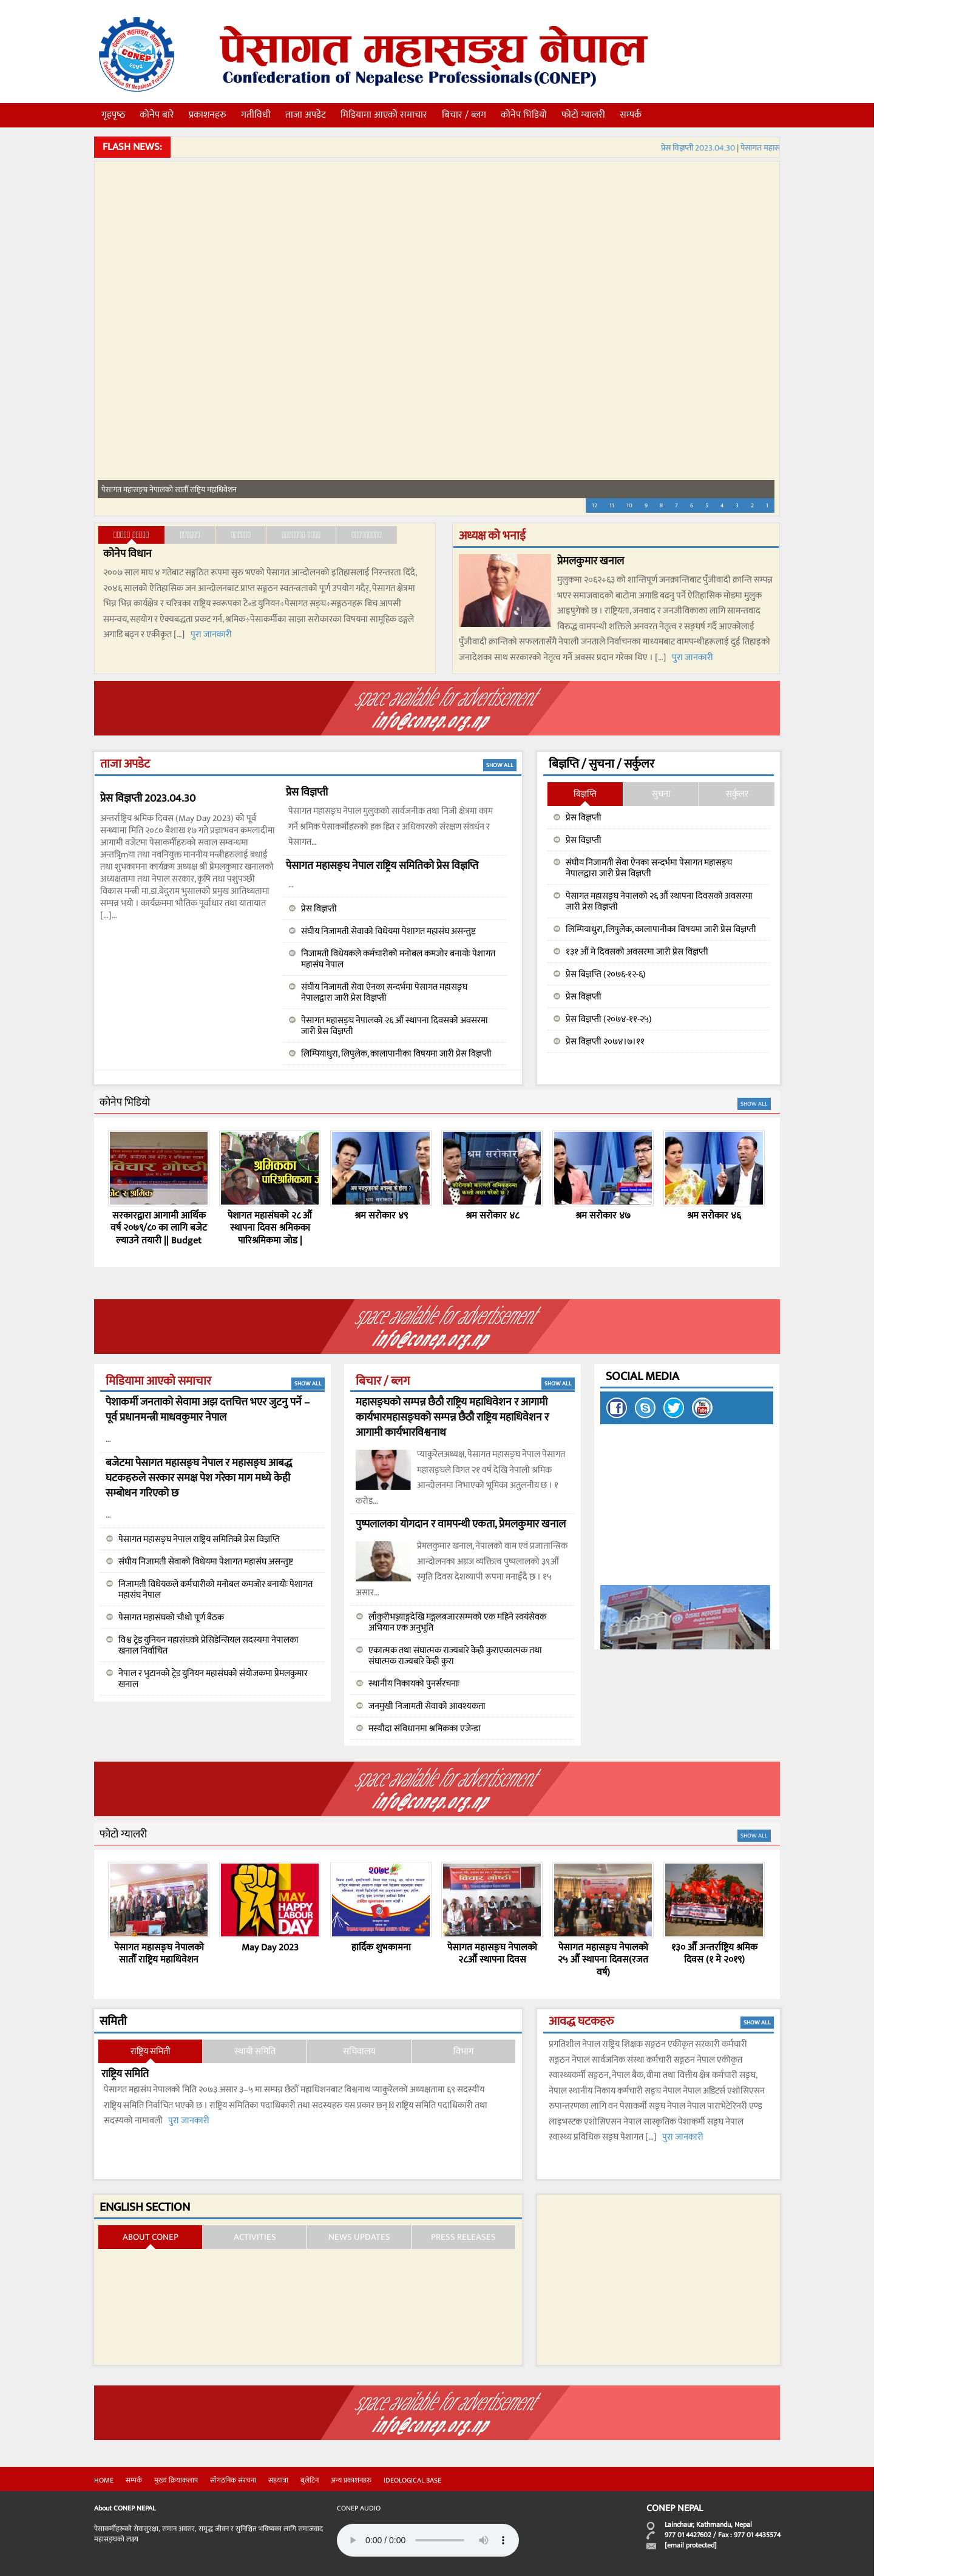 पेसागत महासङ्घ नेपाल
Confederation of Nepalese Professionals(CONEP)
गृहपृष्ठ कोनेप बारे प्रकाशनहरु गतीविधी ताजा अपडेट मिडियामा आएको समाचार बिचार / ब्लग कोनेप भिडियो फोटो ग्यालरी सम्पर्क
FLASH NEWS:
प्रेस विज्ञप्ती 2023.04.30 | पेसागत महास
पेसागत महासङ्घ नेपालको सातौँ राष्ट्रिय महाधिवेशन
12 11 10 9 8 7 6 5 4 3 2 1
कोनेप विधान
२००७ साल माघ ४ गतेबाट सङ्गठित रूपमा सुरु भएको पेसागत आन्दोलनको इतिहासलाई निरन्तरता दिंदै,
२०४६ सालको ऐतिहासिक जन आन्दोलनबाट प्राप्त सङ्गठन स्वतन्त्रताको पूर्ण उपयोग गर्दैर्, पेसागत क्षेत्रमा
भिन्न भिन्न कार्यक्षेत्र र चरित्रका राष्ट्रिय स्वरूपका टे«ड युनियन÷पेसागत सङ्घ÷सङ्गठनहरू बिच आपसी
समन्वय, सहयोग र ऐक्यबद्धता प्रकट गर्न, श्रमिक÷पेसाकर्मीका साझा सरोकारका विषयमा सामूहिक ढङ्गले
अगाडि बढ्न र एकीकृत [...] पुरा जानकारी
अध्यक्ष को भनाई
प्रेमलकुमार खनाल
मुलुकमा २०६२÷६३ को शान्तिपूर्ण जनक्रान्तिबाट पुँजीवादी क्रान्ति सम्पन्न
भएर समाजवादको बाटोमा अगाडि बढ्नु पर्ने ऐतिहासिक मोडमा मुलुक
आइपुगेको छ । राष्ट्रियता, जनवाद र जनजीविकाका लागि सामन्तवाद
विरुद्ध वामपन्थी शक्तिले अनवरत नेतृत्व र सङ्घर्ष गर्दै आएकोलाई
पुँजीवादी क्रान्तिको सफलतासँगै नेपाली जनताले निर्वाचनका माध्यमबाट वामपन्थीहरूलाई दुई तिहाइको
जनादेशका साथ सरकारको नेतृत्व गर्ने अवसर प्रदान गरेका थिए । [...] पुरा जानकारी
space available for advertisement
info@conep.org.np
ताजा अपडेट
SHOW ALL
प्रेस विज्ञप्ती 2023.04.30
अन्तर्राष्ट्रिय श्रमिक दिवस (May Day 2023) को पूर्व
सन्ध्यामा मिति २०८० बैशाख १७ गते प्रज्ञाभवन कमलादीमा
आगामी वजेटमा पेसाकर्मीहरुको सवाल सम्वन्धमा
तथा नवनियुक्त माननीय मन्त्रीहरुलाई बधाई
तथा शुभकामना कार्यक्रम अध्यक्ष श्री प्रेमलकुमार खनालको
अध्यक्षतामा तथा नेपाल सरकार, कृषि तथा पशुपञ्छी
विकास मन्त्री मा.डा.बेदुराम भुसालको प्रमुख आतिथ्यतामा
सम्पन्न भयो । कार्यक्रममा भौतिक पूर्वाधार तथा यातायात
[...]...
प्रेस विज्ञप्ती
पेसागत महासङ्घ नेपाल मुलुकको सार्वजनीक तथा निजी क्षेत्रमा काम
गर्ने श्रमिक पेसाकर्मीहरुको हक हित र अधिकारको संरक्षण संवर्धन र
पेसागत...
पेसागत महासङ्घ नेपाल राष्ट्रिय समितिको प्रेस विज्ञप्ति
...
प्रेस विज्ञप्ती
संघीय निजामती सेवाको विधेयमा पेशागत महासंघ असन्तुष्ट
निजामती विधेयकले कर्मचारीको मनोबल कमजोर बनायोः पेशागत
महासंघ नेपाल
संघीय निजामती सेवा ऐनका सन्दर्भमा पेसागत महासङ्घ
नेपालद्वारा जारी प्रेस विज्ञप्ती
पेसागत महासङ्घ नेपालको २६ औँ स्थापना दिवसको अवसरमा
जारी प्रेस विज्ञप्ती
लिम्पियाधुरा, लिपुलेक, कालापानीका विषयमा जारी प्रेस विज्ञप्ती
बिज्ञप्ति / सुचना / सर्कुलर
बिज्ञप्ति सुचना सर्कुलर
प्रेस विज्ञप्ती
प्रेस विज्ञप्ती
संघीय निजामती सेवा ऐनका सन्दर्भमा पेसागत महासङ्घ
नेपालद्वारा जारी प्रेस विज्ञप्ती
पेसागत महासङ्घ नेपालको २६ औँ स्थापना दिवसको अवसरमा
जारी प्रेस विज्ञप्ती
लिम्पियाधुरा, लिपुलेक, कालापानीका विषयमा जारी प्रेस विज्ञप्ती
१३१ औं मे दिवसको अवसरमा जारी प्रेस विज्ञप्ती
प्रेस बिज्ञप्ति (२०७६-१२-६)
प्रेस विज्ञप्ती
प्रेस विज्ञप्ती (२०७४-११-२५)
प्रेस विज्ञप्ती २०७४।७।११
कोनेप भिडियो
SHOW ALL
सरकारद्वारा आगामी आर्थिक
वर्ष २०७९/८० का लागि बजेट
ल्याउने तयारी || Budget
पेशागत महासंघको २८ औं
स्थापना दिवस श्रमिकका
पारिश्रमिकमा जोड |
श्रम सरोकार ४९
श्रम सरोकार ४८
श्रम सरोकार ४७
श्रम सरोकार ४६
space available for advertisement
info@conep.org.np
मिडियामा आएको समाचार
SHOW ALL
पेशाकर्मी जनताको सेवामा अझ दत्तचित्त भएर जुट्नु पर्ने –
पूर्व प्रधानमन्त्री माधवकुमार नेपाल
...
बजेटमा पेसागत महासङ्घ नेपाल र महासङ्घ आबद्ध
घटकहरुले सरकार समक्ष पेश गरेका माग मध्ये केही
सम्बोधन गरिएको छ
...
पेसागत महासङ्घ नेपाल राष्ट्रिय समितिको प्रेस विज्ञप्ति
संघीय निजामती सेवाको विधेयमा पेशागत महासंघ असन्तुष्ट
निजामती विधेयकले कर्मचारीको मनोबल कमजोर बनायोः पेशागत
महासंघ नेपाल
पेसागत महासंघको चौथो पूर्ण बैठक
विश्व ट्रेड युनियन महासंघको प्रेसिडेन्सियल सदस्यमा नेपालका
खनाल निर्वाचित
नेपाल र भुटानको ट्रेड युनियन महासंघको संयोजकमा प्रेमलकुमार
खनाल
बिचार / ब्लग
SHOW ALL
महासङ्घको सम्पन्न छैठौ राष्ट्रिय महाधिवेशन र आगामी
कार्यभारमहासङ्घको सम्पन्न छैठौ राष्ट्रिय महाधिवेशन र
आगामी कार्यभारविश्वनाथ
प्याकुरेलअध्यक्ष, पेसागत महासङ्घ नेपाल पेसागत
महासङ्घले विगत २१ वर्ष देखि नेपाली श्रमिक
आन्दोलनमा निभाएको भूमिका अतुलनीय छ । १
करोड...
पुष्पलालका योगदान र वामपन्थी एकता, प्रेमलकुमार खनाल
प्रेमलकुमार खनाल, नेपालको वाम एवं प्रजातान्त्रिक
आन्दोलनका अग्रज व्यक्तित्व पुष्पलालको ३९औं
स्मृति दिवस देशव्यापी रूपमा मनाइँदै छ । १५
असार...
लाँकुरीभञ्ज्याङ्गदेखि मङ्गलबजारसम्मको एक महिने स्वयंसेवक
अभियान एक अनुभूति
एकात्मक तथा संघात्मक राज्यबारे केही कुराएकात्मक तथा
संघात्मक राज्यबारे केही कुरा
स्थानीय निकायको पुनर्संरचनाः
जनमुखी निजामती सेवाको आवश्यकता
मस्यौदा संविधानमा श्रमिकका एजेन्डा
SOCIAL MEDIA
space available for advertisement
info@conep.org.np
फोटो ग्यालरी
SHOW ALL
MAY
HAPPY
LABOUR
DAY
पेसागत महासङ्घ नेपालको
सातौँ राष्ट्रिय महाधिवेशन
May Day 2023
हार्दिक शुभकामना
पेसागत महासङ्घ नेपालको
२८औँ स्थापना दिवस
पेसागत महासङ्घ नेपालको
२५ औँ स्थापना दिवस(रजत
वर्ष)
१३० औँ अन्तर्राष्ट्रिय श्रमिक
दिवस (१ मे २०१९)
समिती
राष्ट्रिय समिती स्थायी समिति सचिवालय बिभाग
राष्ट्रिय समिति
पेसागत महासंघ नेपालको मिति २०७३ असार ३–५ मा सम्पन्न छैठौं महाधिशनबाट विश्वनाथ प्याकुरेलको अध्यक्षतामा ६९ सदस्यीय
राष्ट्रिय समिति निर्वाचित भएको छ । राष्ट्रिय समितिका पदाधिकारी तथा सदस्यहरु यस प्रकार छन् राष्ट्रिय समिति पदाधिकारी तथा
सदस्यको नामावली पुरा जानकारी
आवद्ध घटकहरु
SHOW ALL
प्रगतिशील नेपाल राष्ट्रिय शिक्षक सङ्गठन एकीकृत सरकारी कर्मचारी
सङ्गठन नेपाल सार्वजनिक संस्था कर्मचारी सङ्गठन नेपाल एकीकृत
स्वास्थ्यकर्मी सङ्गठन, नेपाल बैक, वीमा तथा वित्तीय क्षेत्र कर्मचारी सङ्घ,
नेपाल स्थानीय निकाय कर्मचारी सङ्घ नेपाल नेपाल अडिटर्स एशोसिएसन
रुपान्तरणका लागि वन पेसाकर्मी सङ्घ नेपाल नेपाल पाराभेटेरिनरी एण्ड
लाइभस्टक एशोसिएसन नेपाल सास्कृतिक पेशाकर्मी सङ्घ नेपाल
स्वास्थ्य प्रविधिक सङ्घ पेशागत [...] पुरा जानकारी
ENGLISH SECTION
ABOUT CONEP ACTIVITIES NEWS UPDATES PRESS RELEASES
space available for advertisement
info@conep.org.np
HOME सम्पर्क मुख्य क्रियाकलाप साँगठनिक संरचना सहयात्रा बुलेटिन अन्य प्रकाशनहरु IDEOLOGICAL BASE
About CONEP NEPAL
पेसाकर्मीहरूको सेवासुरक्षा, समान अवसर, समृद्ध जीवन र सुनिश्चित भविष्यका लागि समाजवाद
महासङ्घको लक्ष्य
CONEP AUDIO
0:00 / 0:00
CONEP NEPAL
Lainchaur, Kathmandu, Nepal
977 01 4427602 / Fax : 977 01 4435574
[email protected]